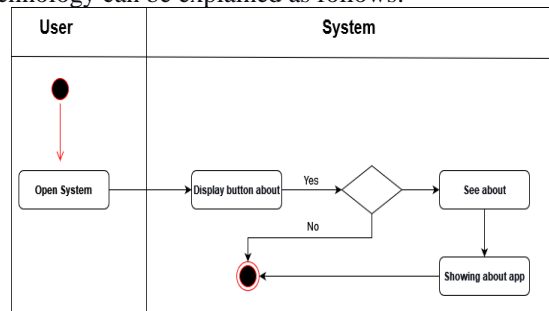 chnology can be explained as follows:
User
System
Open System
Display button about
Yes
See about
No
Showing about app